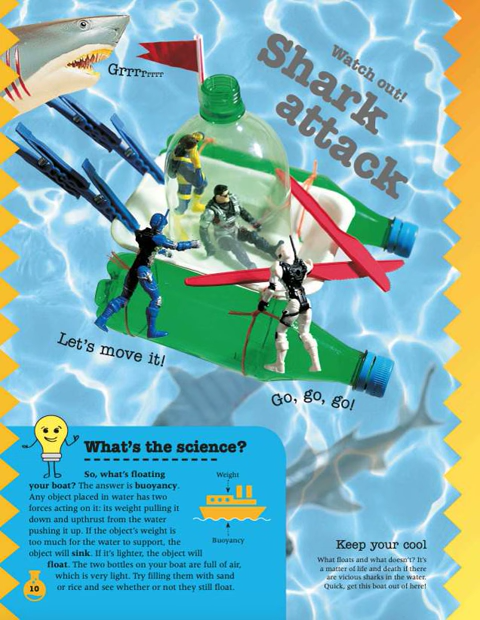 Grrrrrrr
Watch out!
Shark
attack
Let's move it!
Go, go, go!
What's the science?
So, what's floating
your boat? The answer is buoyancy.
Any object placed in water has two
forces acting on it: its weight pulling it
down and upthrust from the water
pushing it up. If the object's weight is
too much for the water to support, the
object will sink. If it's lighter, the object will
float. The two bottles on your boat are full of air,
which is very light. Try filling them with sand
or rice and see whether or not they still float.
Weight
Buoyancy
Keep your cool
What floats and what doesn't? It's
a matter of life and death if there
are vicious sharks in the water.
Quick, get this boat out of here!
10